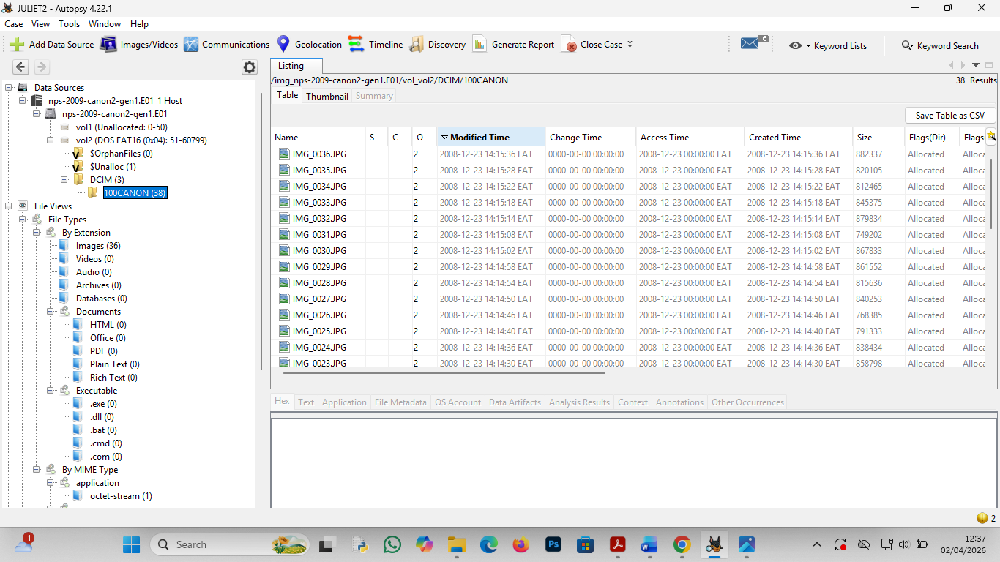 JULIET2 - Autopsy 4.22.1
Case View Tools Window Help
Add Data Source Images/Videos Communications Geolocation Timeline Discovery Generate Report Close Case 16 Keyword Lists Keyword Search
Listing
/img_nps-2009-canon2-gen1.E01/vol_vol2/DCIM/100CANON 38 Results
Table Thumbnail Summary
Save Table as CSV
Data Sources
nps-2009-canon2-gen1.E01_1 Host
nps-2009-canon2-gen1.E01
vol1 (Unallocated: 0-50)
vol2 (DOS FAT16 (0x04): 51-60799)
$OrphanFiles (0)
$Unalloc (1)
DCIM (3)
100CANON (38)
File Views
File Types
By Extension
Images (36)
Videos (0)
Audio (0)
Archives (0)
Databases (0)
Documents
HTML (0)
Office (0)
PDF (0)
Plain Text (0)
Rich Text (0)
Executable
.exe (0)
.dll (0)
.bat (0)
.cmd (0)
.com (0)
By MIME Type
application
octet-stream (1)
Name S C O Modified Time Change Time Access Time Created Time Size Flags(Dir) Flags
IMG_0036.JPG 2 2008-12-23 14:15:36 EAT 0000-00-00 00:00:00 2008-12-23 00:00:00 EAT 2008-12-23 14:15:36 EAT 882337 Allocated Alloca
IMG_0035.JPG 2 2008-12-23 14:15:28 EAT 0000-00-00 00:00:00 2008-12-23 00:00:00 EAT 2008-12-23 14:15:28 EAT 820105 Allocated Alloca
IMG_0034.JPG 2 2008-12-23 14:15:22 EAT 0000-00-00 00:00:00 2008-12-23 00:00:00 EAT 2008-12-23 14:15:22 EAT 812465 Allocated Alloca
IMG_0033.JPG 2 2008-12-23 14:15:18 EAT 0000-00-00 00:00:00 2008-12-23 00:00:00 EAT 2008-12-23 14:15:18 EAT 845375 Allocated Alloca
IMG_0032.JPG 2 2008-12-23 14:15:14 EAT 0000-00-00 00:00:00 2008-12-23 00:00:00 EAT 2008-12-23 14:15:14 EAT 879834 Allocated Alloca
IMG_0031.JPG 2 2008-12-23 14:15:08 EAT 0000-00-00 00:00:00 2008-12-23 00:00:00 EAT 2008-12-23 14:15:08 EAT 749202 Allocated Alloca
IMG_0030.JPG 2 2008-12-23 14:15:02 EAT 0000-00-00 00:00:00 2008-12-23 00:00:00 EAT 2008-12-23 14:15:02 EAT 867833 Allocated Alloca
IMG_0029.JPG 2 2008-12-23 14:14:58 EAT 0000-00-00 00:00:00 2008-12-23 00:00:00 EAT 2008-12-23 14:14:58 EAT 861552 Allocated Alloca
IMG_0028.JPG 2 2008-12-23 14:14:54 EAT 0000-00-00 00:00:00 2008-12-23 00:00:00 EAT 2008-12-23 14:14:54 EAT 815636 Allocated Alloca
IMG_0027.JPG 2 2008-12-23 14:14:50 EAT 0000-00-00 00:00:00 2008-12-23 00:00:00 EAT 2008-12-23 14:14:50 EAT 840253 Allocated Alloca
IMG_0026.JPG 2 2008-12-23 14:14:46 EAT 0000-00-00 00:00:00 2008-12-23 00:00:00 EAT 2008-12-23 14:14:46 EAT 768385 Allocated Alloca
IMG_0025.JPG 2 2008-12-23 14:14:40 EAT 0000-00-00 00:00:00 2008-12-23 00:00:00 EAT 2008-12-23 14:14:40 EAT 791333 Allocated Alloca
IMG_0024.JPG 2 2008-12-23 14:14:36 EAT 0000-00-00 00:00:00 2008-12-23 00:00:00 EAT 2008-12-23 14:14:36 EAT 838434 Allocated Alloca
IMG_0023.JPG 2 2008-12-23 14:14:30 EAT 0000-00-00 00:00:00 2008-12-23 00:00:00 EAT 2008-12-23 14:14:30 EAT 858798 Allocated Alloca
Hex Text Application File Metadata OS Account Data Artifacts Analysis Results Context Annotations Other Occurrences
2
1 Search 12:37
02/04/2026